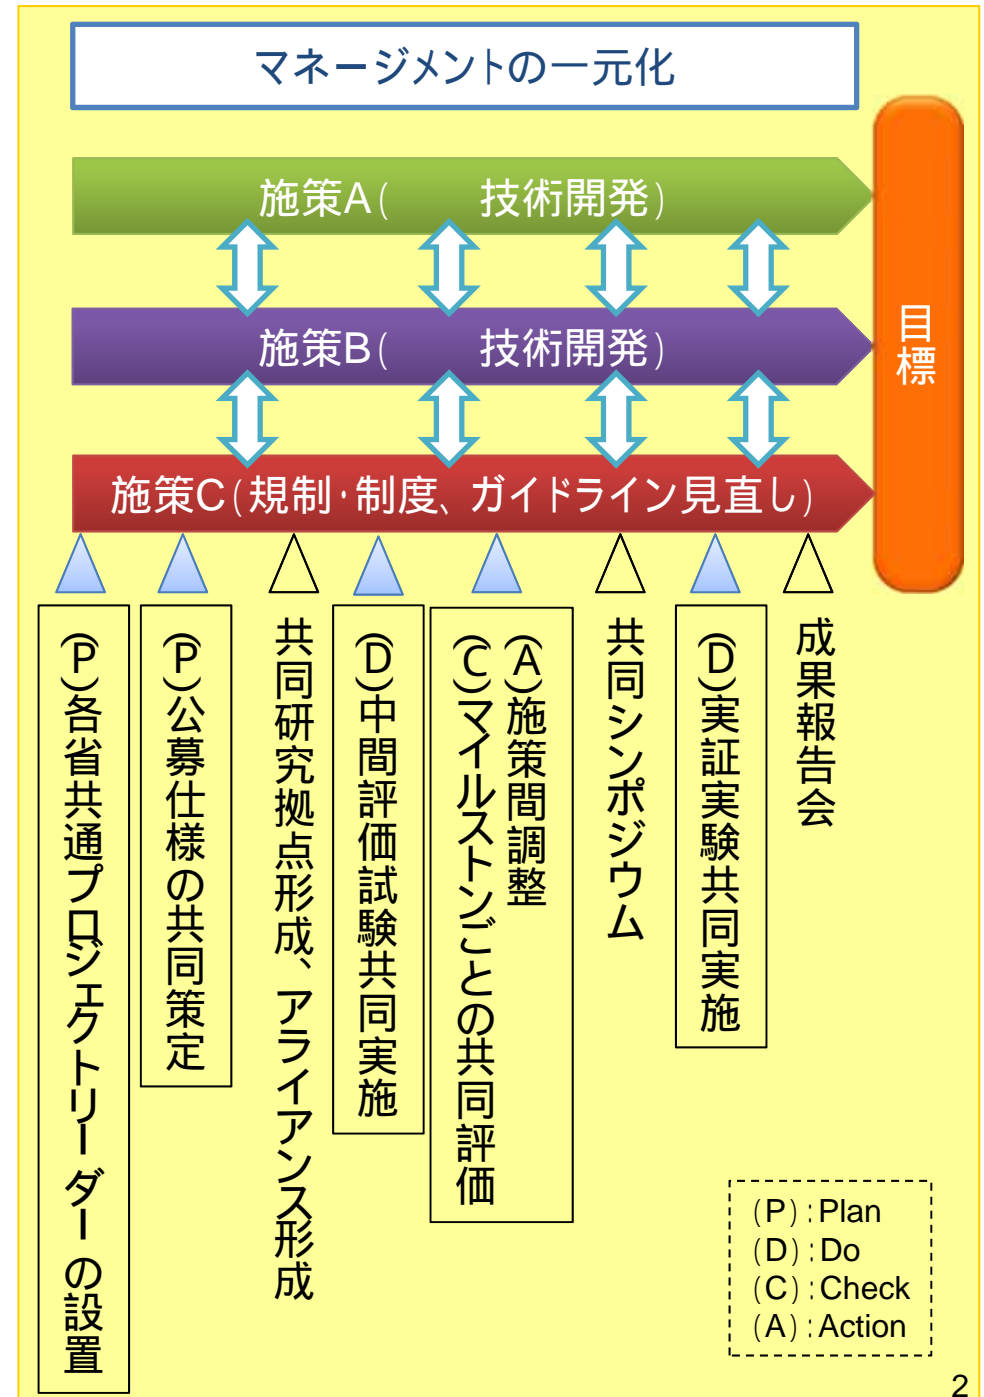 マネージメントの一元化
施策A(　　技術開発)
施策B(　　技術開発)
施策C(規制・制度、ガイドライン見直し)
目標
(P)各省共通プロジェクトリーダーの設置
(P)公募仕様の共同策定
共同研究拠点形成、アライアンス形成
(D)中間評価試験共同実施
(A)施策間調整
(C)マイルストンごとの共同評価
共同シンポジウム
(D)実証実験共同実施
成果報告会
(P):Plan
(D):Do
(C):Check
(A):Action
2